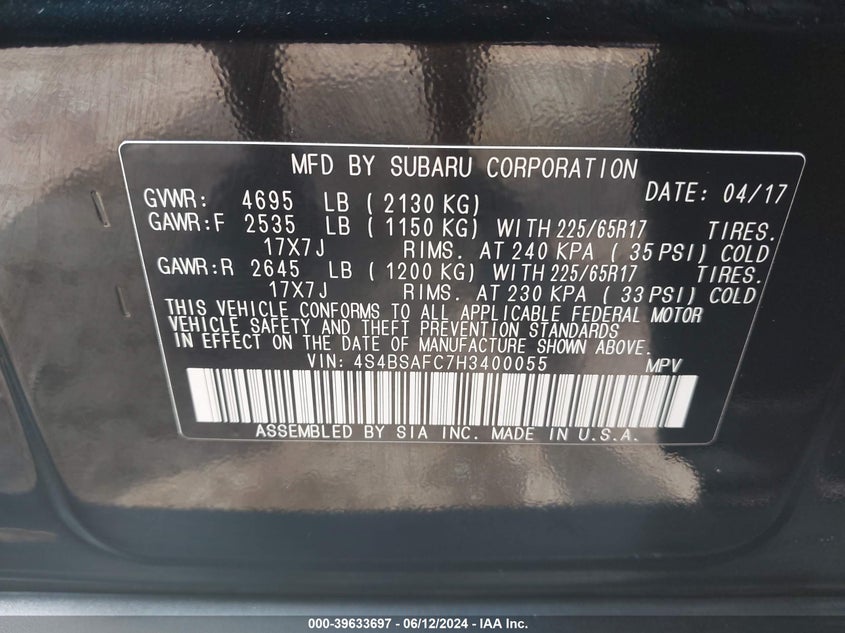 MFD BY SUBARU CORPORATION
DATE: 04/17
GVWR: 4695 LB ( 2130 KG)
GAWR:F 2535 LB ( 1150 KG) WITH 225/65R17 TIRES.
17X7J RIMS. AT 240 KPA ( 35 PSI) COLD
GAWR:R 2645 LB ( 1200 KG) WITH 225/65R17 TIRES.
17X7J RIMS. AT 230 KPA ( 33 PSI) COLD
THIS VEHICLE CONFORMS TO ALL APPLICABLE FEDERAL MOTOR
VEHICLE SAFETY AND THEFT PREVENTION STANDARDS
IN EFFECT ON THE DATE OF MANUFACTURE SHOWN ABOVE.
VIN: 4S4BSAFC7H3400055 MPV
ASSEMBLED BY SIA INC. MADE IN U.S.A.
000-39633697 - 06/12/2024 - IAA Inc.